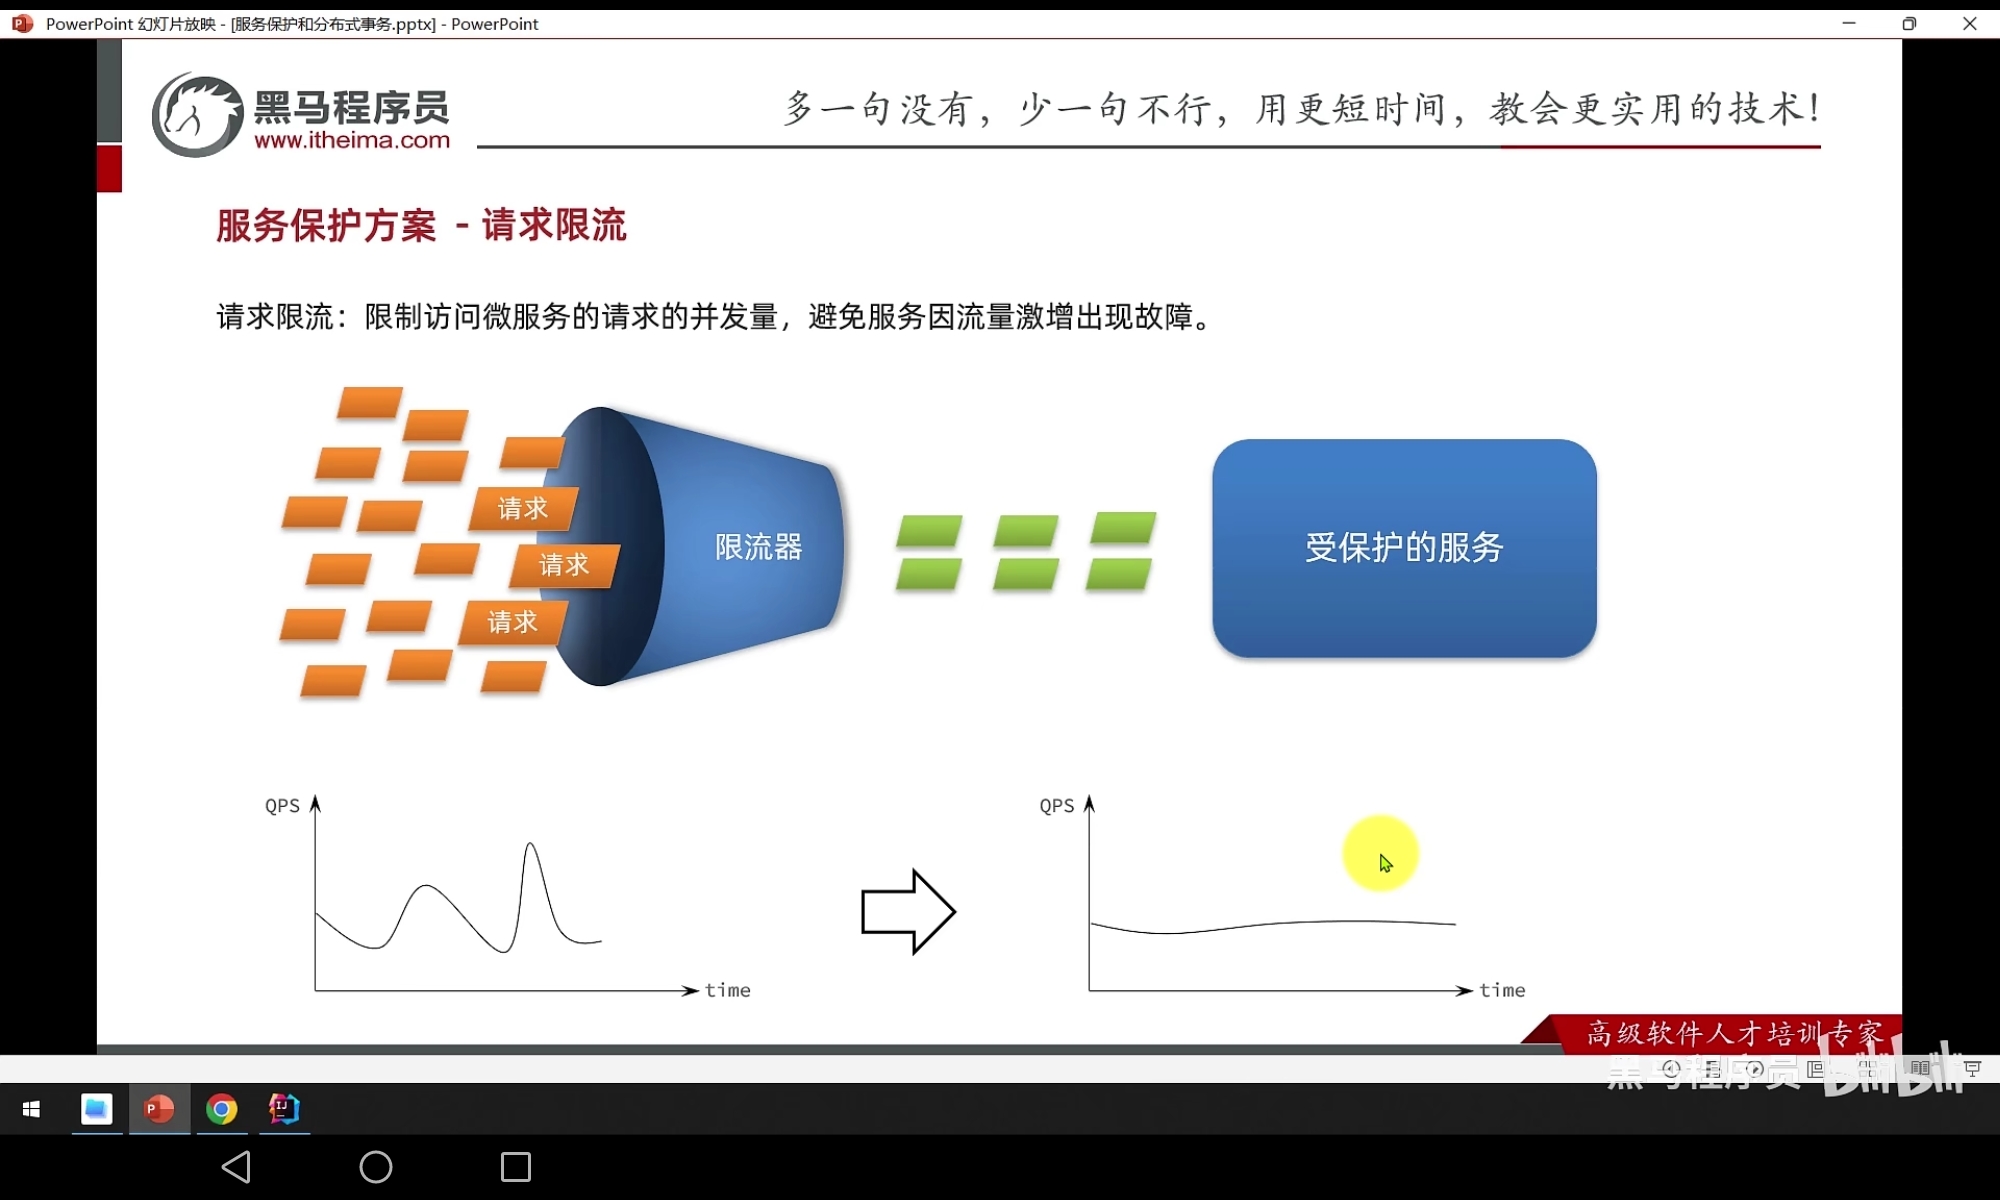 PowerPoint 幻灯片放映 - [服务保护和分布式事务.pptx] - PowerPoint
黑马程序员
www.itheima.com
多一句没有，少一句不行，用更短时间，教会更实用的技术！
服务保护方案 - 请求限流
请求限流：限制访问微服务的请求的并发量，避免服务因流量激增出现故障。
请求
请求
请求
限流器
受保护的服务
QPS
time
QPS
time
高级软件人才培训专家
黑马程序员 bilibili